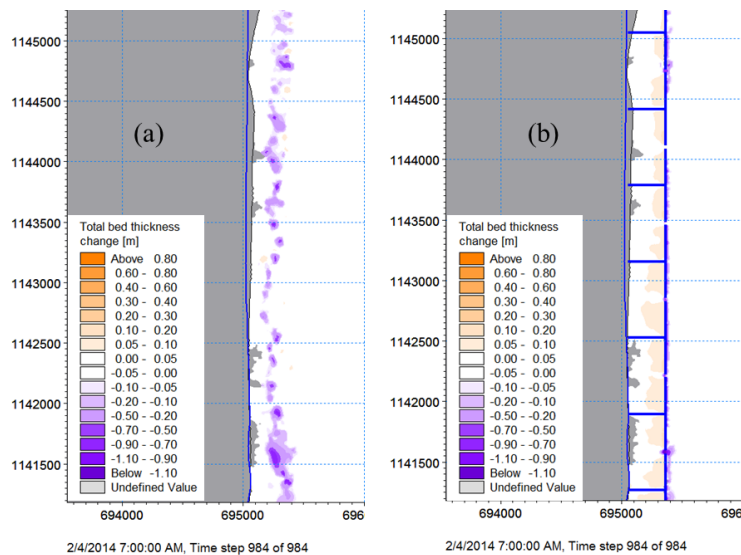 1145000
1144500
1144000
1143500
1143000
1142500
1142000
1141500
(a)
Total bed thickness
change [m]
Above 0.80
0.60 - 0.80
0.40 - 0.60
0.30 - 0.40
0.20 - 0.30
0.10 - 0.20
0.05 - 0.10
0.00 - 0.05
-0.05 - 0.00
-0.10 - -0.05
-0.20 - -0.10
-0.50 - -0.20
-0.70 - -0.50
-0.90 - -0.70
-1.10 - -0.90
Below -1.10
Undefined Value
694000 695000 696
2/4/2014 7:00:00 AM, Time step 984 of 984
1145000
1144500
1144000
1143500
1143000
1142500
1142000
1141500
(b)
Total bed thickness
change [m]
Above 0.80
0.60 - 0.80
0.40 - 0.60
0.30 - 0.40
0.20 - 0.30
0.10 - 0.20
0.05 - 0.10
0.00 - 0.05
-0.05 - 0.00
-0.10 - -0.05
-0.20 - -0.10
-0.50 - -0.20
-0.70 - -0.50
-0.90 - -0.70
-1.10 - -0.90
Below -1.10
Undefined Value
694000 695000 696
2/4/2014 7:00:00 AM, Time step 984 of 984